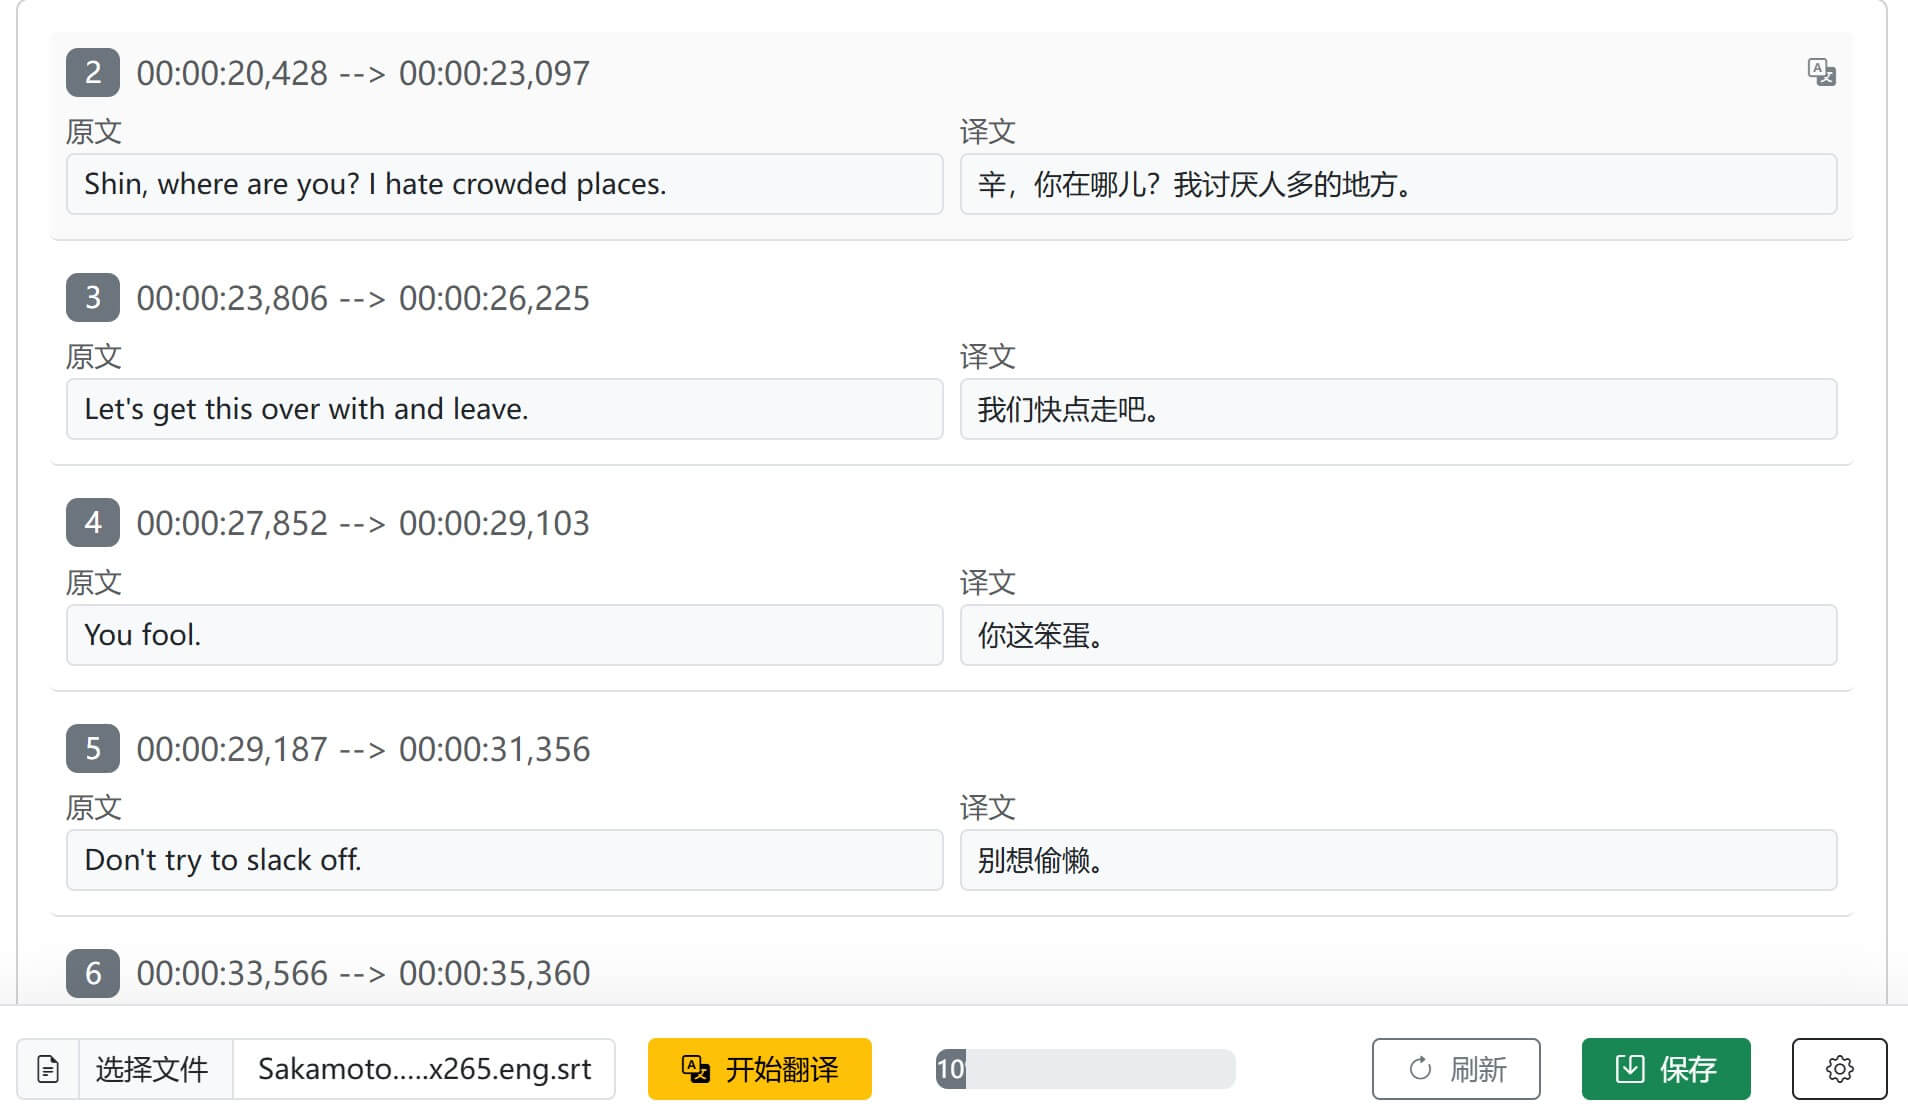 2 00:00:20,428 --> 00:00:23,097
原文 译文
Shin, where are you? I hate crowded places. 辛，你在哪儿？我讨厌人多的地方。
3 00:00:23,806 --> 00:00:26,225
原文 译文
Let's get this over with and leave. 我们快点走吧。
4 00:00:27,852 --> 00:00:29,103
原文 译文
You fool. 你这笨蛋。
5 00:00:29,187 --> 00:00:31,356
原文 译文
Don't try to slack off. 别想偷懒。
6 00:00:33,566 --> 00:00:35,360
选择文件 Sakamoto.....x265.eng.srt 开始翻译 10 刷新 保存